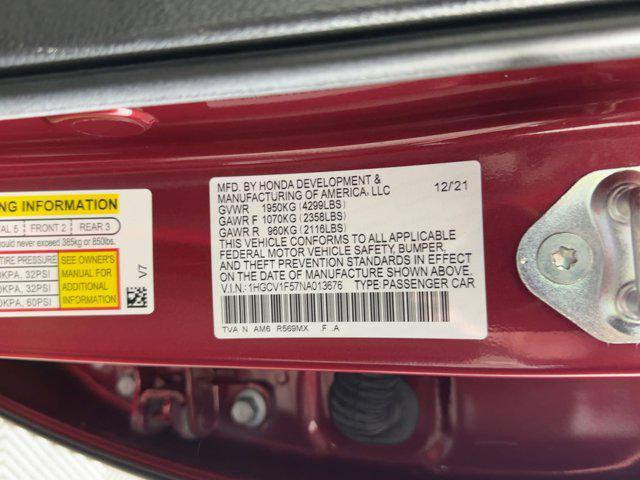 NG INFORMATION
AL 5 FRONT 2 REAR 3
should never exceed 385kg or 850lbs.
TIRE PRESSURE
0KPA, 32PSI
0KPA, 32PSI
0KPA, 60PSI
SEE OWNER'S
MANUAL FOR
ADDITIONAL
INFORMATION
V7
MFD. BY HONDA DEVELOPMENT & 12/21
MANUFACTURING OF AMERICA, LLC
GVWR 1950KG (4299LBS)
GAWR F 1070KG (2358LBS)
GAWR R 960KG (2116LBS)
THIS VEHICLE CONFORMS TO ALL APPLICABLE
FEDERAL MOTOR VEHICLE SAFETY, BUMPER,
AND THEFT PREVENTION STANDARDS IN EFFECT
ON THE DATE OF MANUFACTURE SHOWN ABOVE.
V.I.N.:1HGCV1F57NA013676 TYPE:PASSENGER CAR
TVA N AM6 R569MX .F .A